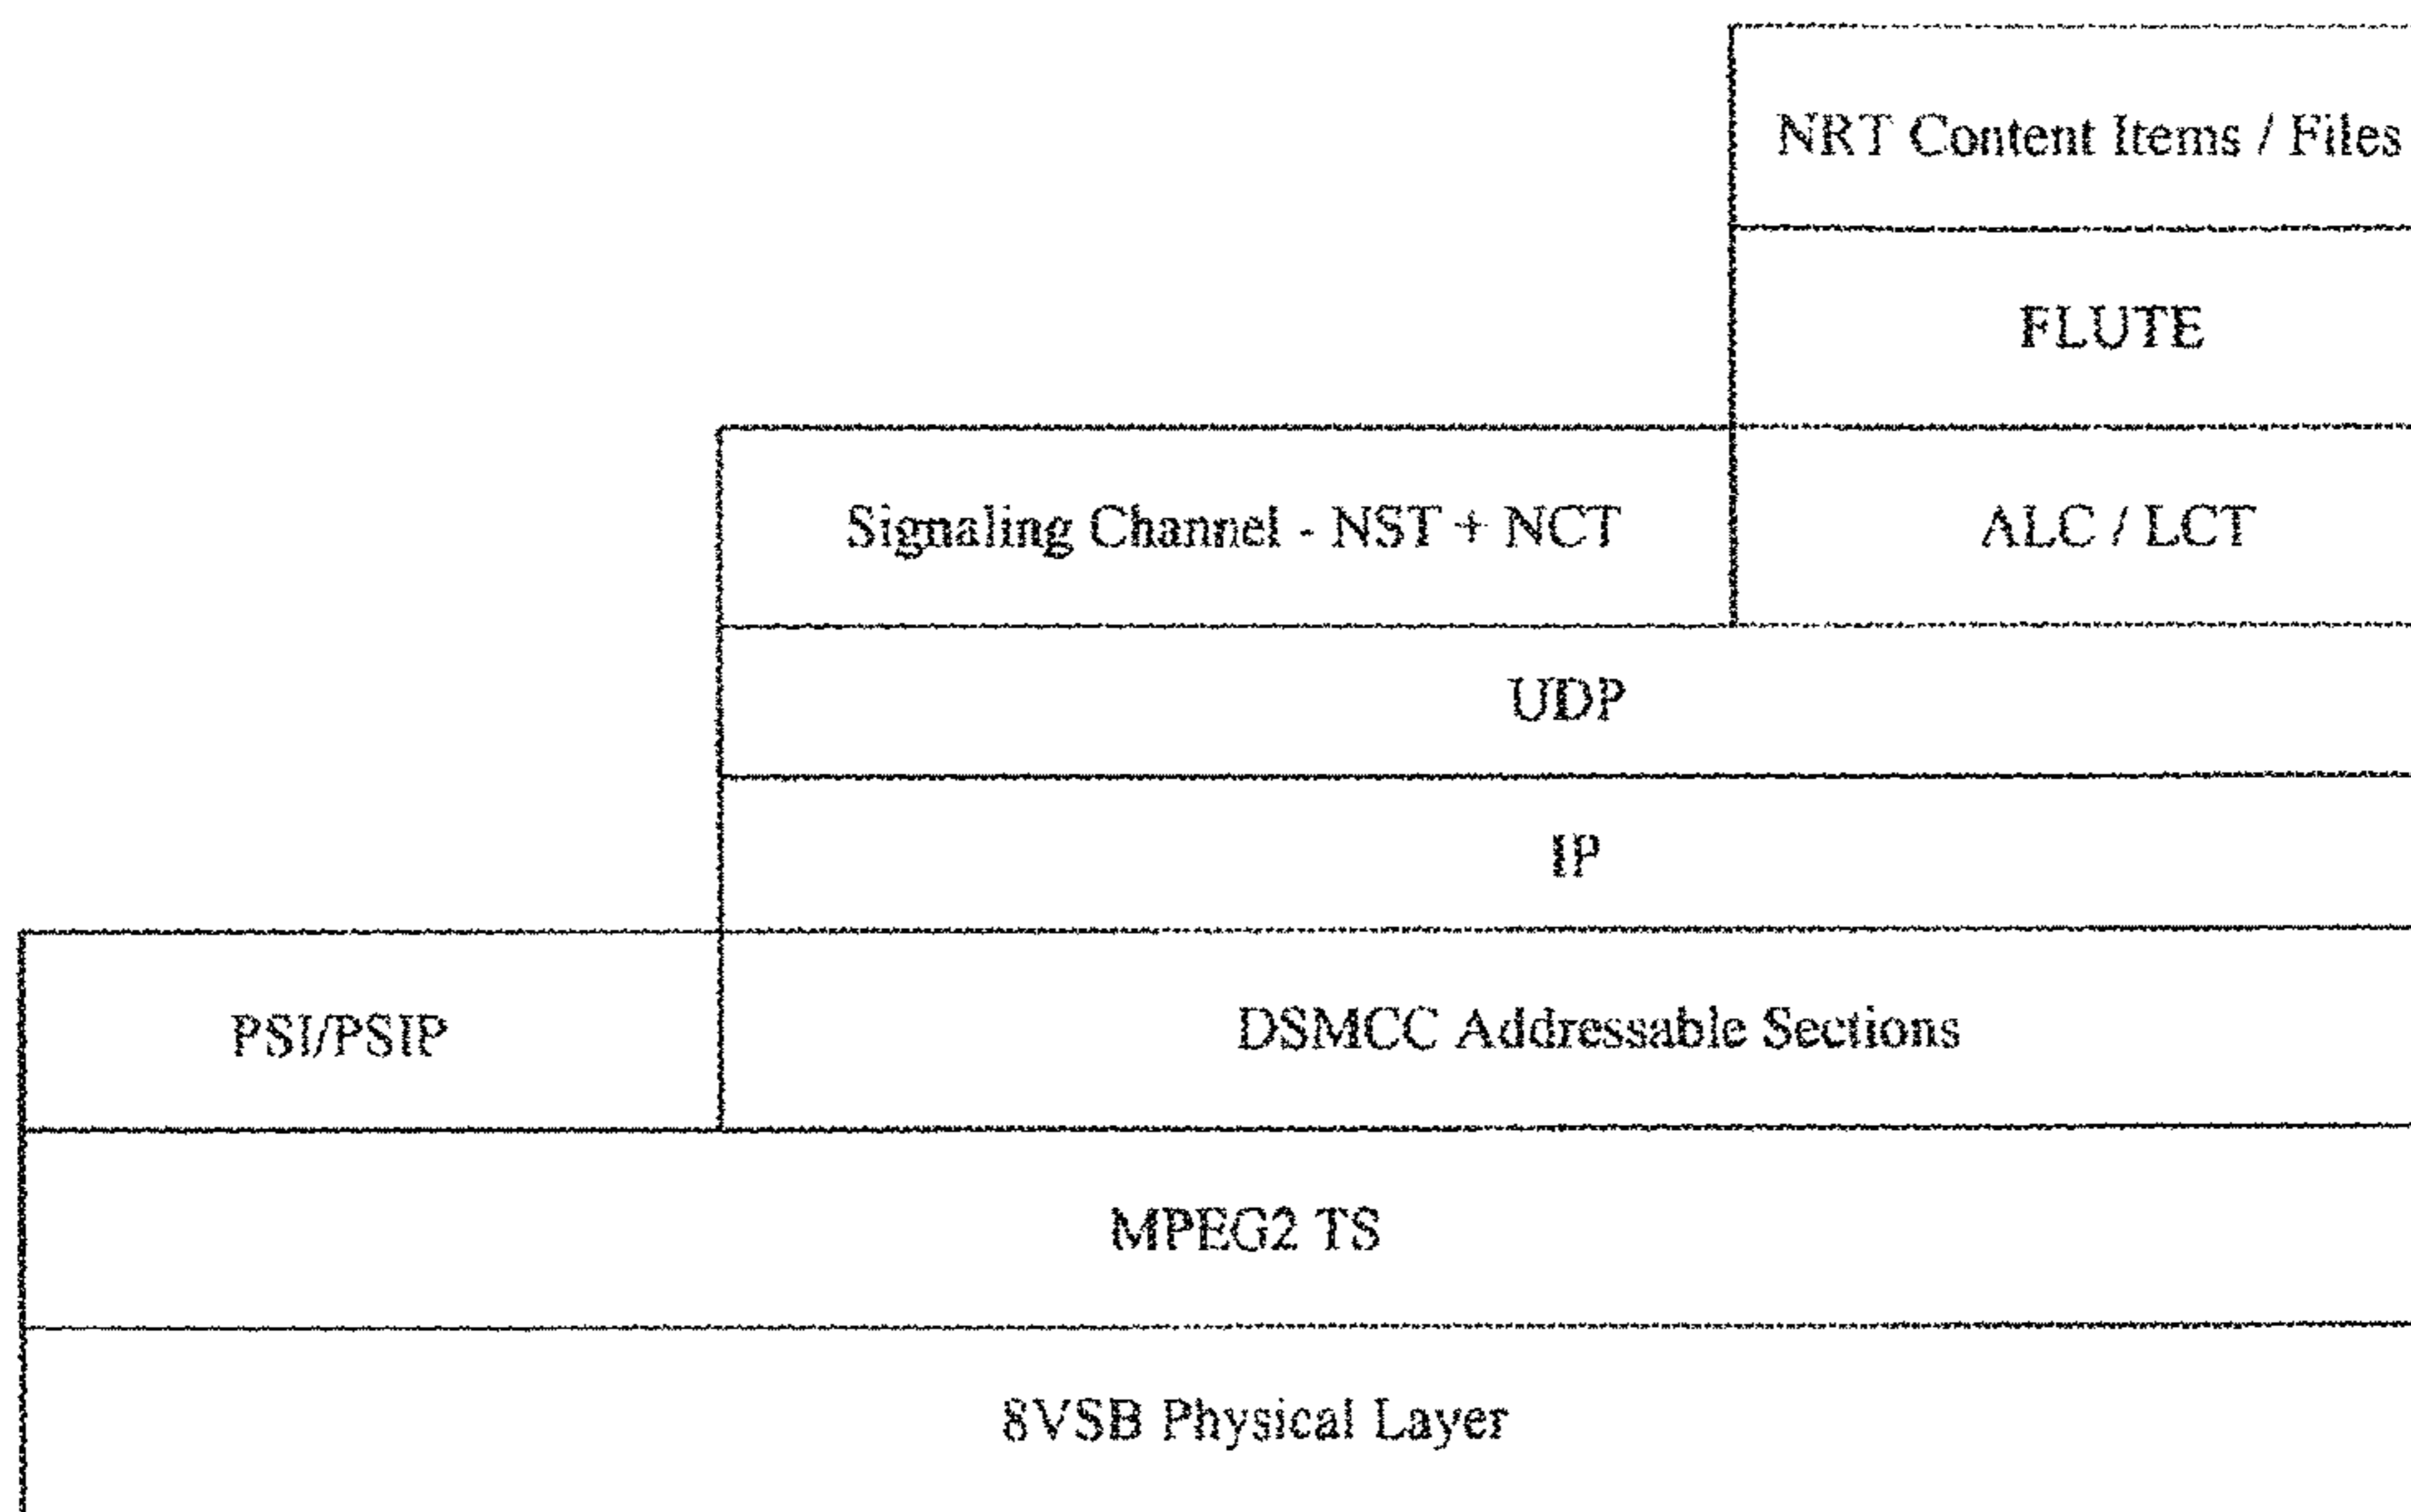 NRT Content Items / Files
FLUTE
Signaling Channel - NST + NCT
ALC / LCT
UDP
IP
PSI/PSIP
DSMCC Addressable Sections
MPEG2 TS
8VSB Physical Layer